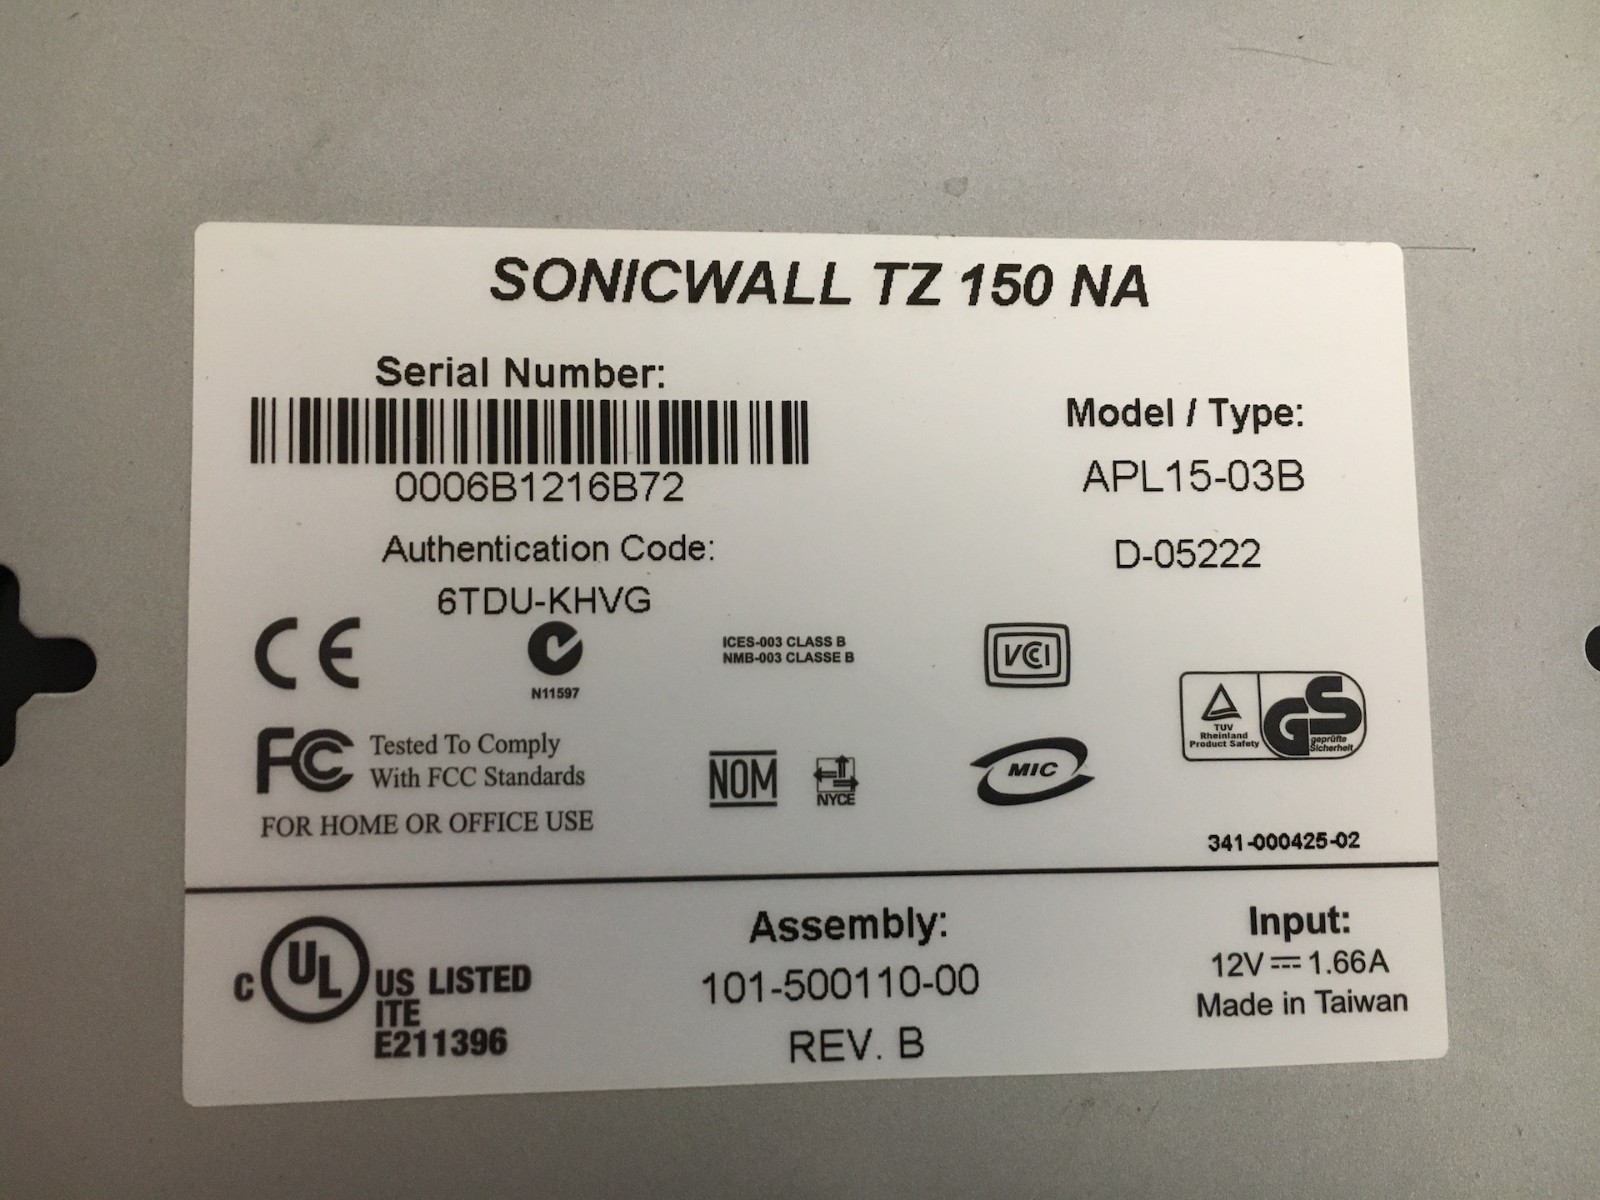 SONICWALL TZ 150 NA
Serial Number:
0006B1216B72
Authentication Code:
6TDU-KHVG
Model / Type:
APL15-03B
D-05222
CE
N11597
ICES-003 CLASS B
NMB-003 CLASSE B
VCI
TUV
Rheinland
Product Safety
GS
geprüfte
Sicherheit
FC
Tested To Comply
With FCC Standards
FOR HOME OR OFFICE USE
NOM
NYCE
MIC
341-000425-02
C UL US LISTED
ITE
E211396
Assembly:
101-500110-00
REV. B
Input:
12V ⎓ 1.66A
Made in Taiwan